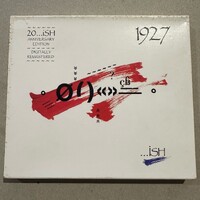 20...iSH
ANNIVERSARY
EDITION
DIGITALLY
REMASTERED
1927
...iSH